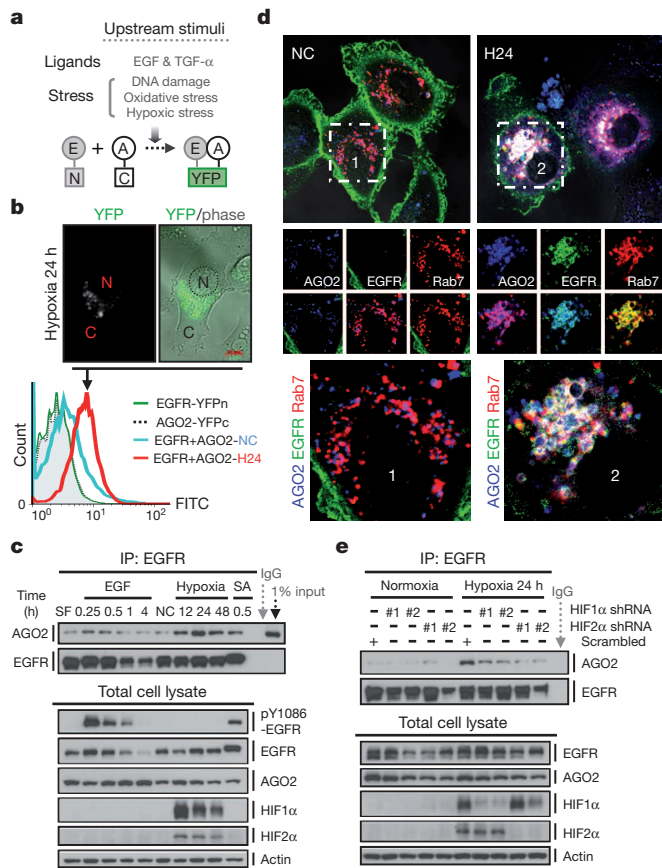 a
Upstream stimuli
Ligands EGF & TGF-α
Stress
DNA damage
Oxidative stress
Hypoxic stress
E + A E A
N C YFP
b
YFP YFP/phase
Hypoxia 24 h
N N
C C
Count
EGFR-YFPn
AGO2-YFPc
EGFR+AGO2-NC
EGFR+AGO2-H24
0
10⁰ 10¹ 10² FITC
c
IP: EGFR
IgG
1% input
Time (h)
EGF Hypoxia SA
SF 0.25 0.5 1 4 NC 12 24 48 0.5
AGO2
EGFR
Total cell lysate
pY1086
-EGFR
EGFR
AGO2
HIF1α
HIF2α
Actin
d
NC H24
1 2
AGO2 EGFR Rab7 AGO2 EGFR Rab7
AGO2 EGFR Rab7
1
AGO2 EGFR Rab7
2
e
IP: EGFR
Normoxia Hypoxia 24 h IgG
#1 #2 #1 #2 HIF1α shRNA
#1 #2 #1 #2 HIF2α shRNA
+ + Scrambled
AGO2
EGFR
Total cell lysate
EGFR
AGO2
HIF1α
HIF2α
Actin